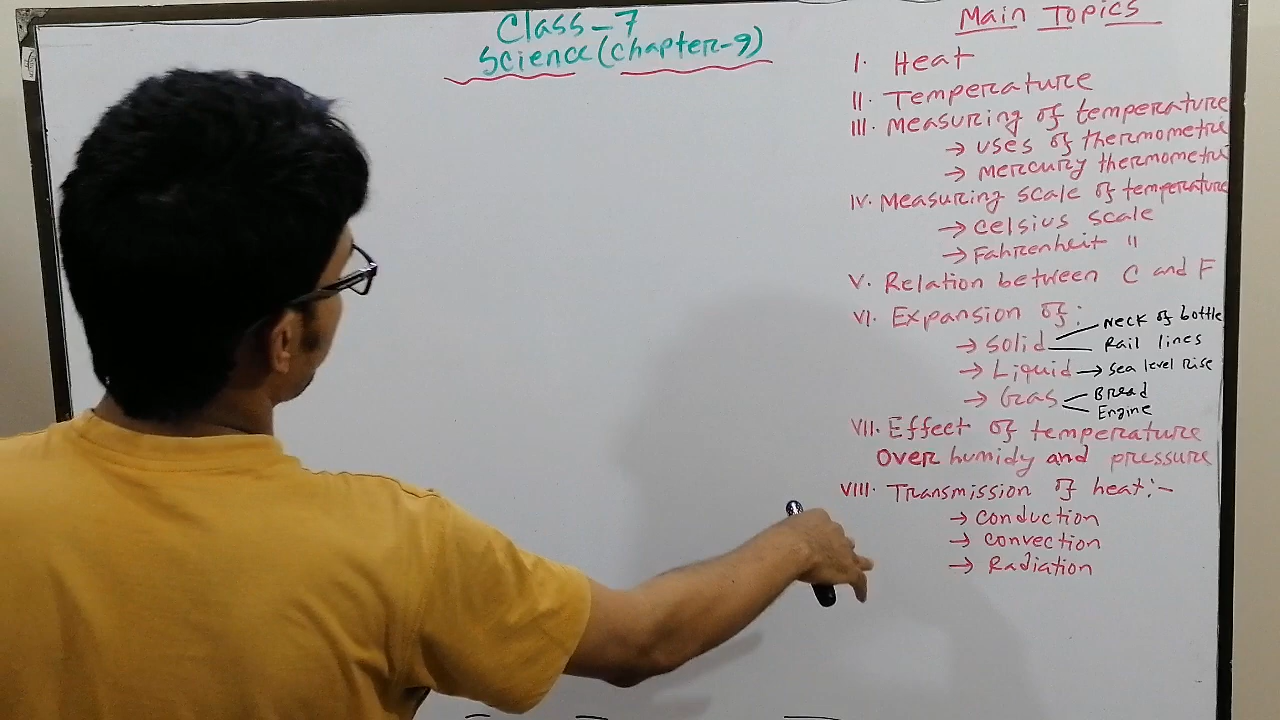 Class-7
Science (Chapter-9)
Main Topics
I. Heat
II. Temperature
III. Measuring of temperature
→ uses of thermometre
→ Mercury thermometre
IV. Measuring scale of temperature
→ Celsius scale
→ Fahrenheit "
V. Relation between C and F
VI. Expansion of:
→ Solid
Neck of bottle
Rail lines
→ Liquid → Sea level rise
→ Gas
Bread
Engine
VII. Effect of temperature
over humidy and pressure
VIII. Transmission of heat:-
→ Conduction
→ Convection
→ Radiation